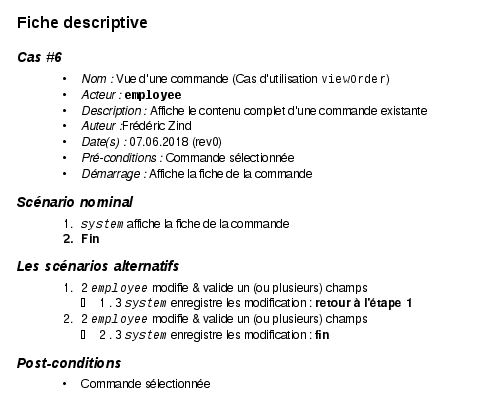 Fiche descriptive
Cas #6
• Nom : Vue d'une commande (Cas d'utilisation viewOrder)
• Acteur : employee
• Description : Affiche le contenu complet d'une commande existante
• Auteur :Frédéric Zind
• Date(s) : 07.06.2018 (rev0)
• Pré-conditions : Commande sélectionnée
• Démarrage : Affiche la fiche de la commande
Scénario nominal
1. system affiche la fiche de la commande
2. Fin
Les scénarios alternatifs
1. 2 employee modifie & valide un (ou plusieurs) champs
▯ 1 . 3 system enregistre les modification : retour à l'étape 1
2. 2 employee modifie & valide un (ou plusieurs) champs
▯ 2 . 3 system enregistre les modification : fin
Post-conditions
• Commande sélectionnée